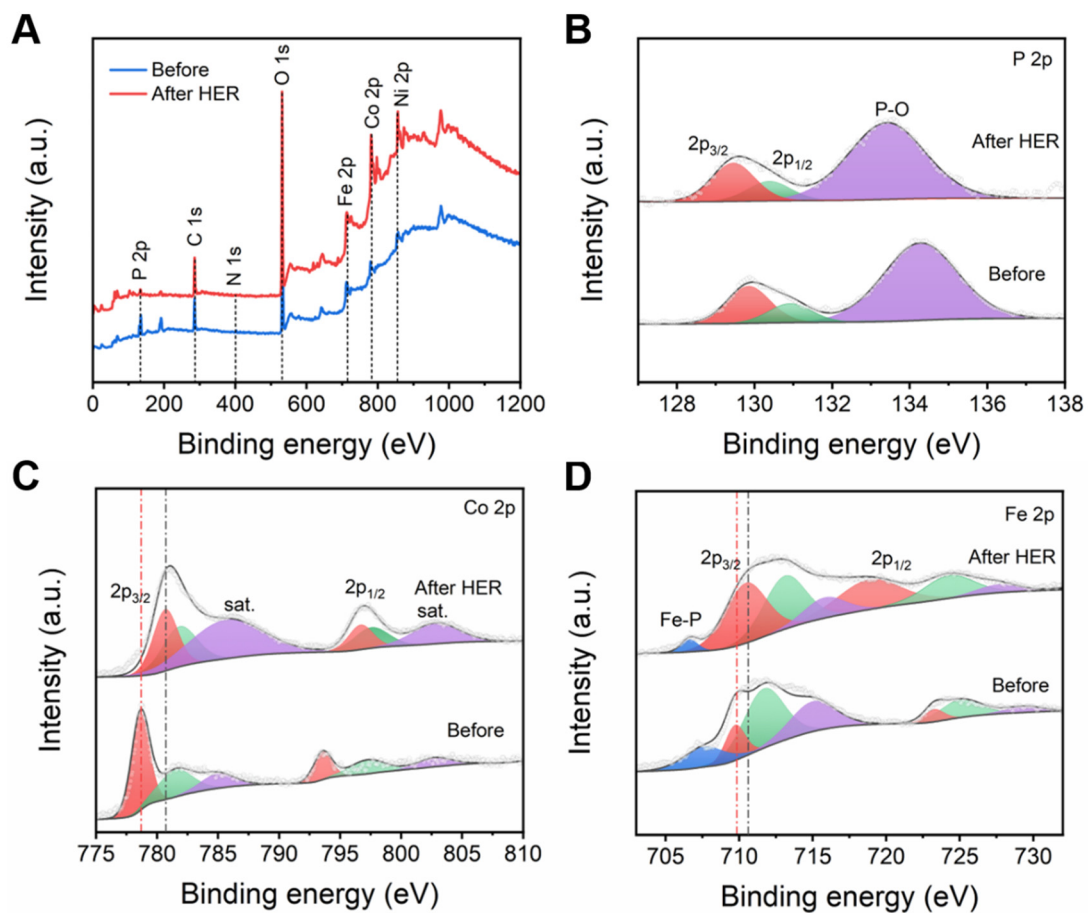 A
Before
After HER
P 2p
C 1s
N 1s
O 1s
Fe 2p
Co 2p
Ni 2p
Intensity (a.u.)
0 200 400 600 800 1000 1200
Binding energy (eV)
B
P 2p
P-O
2p3/2
2p1/2
After HER
Before
Intensity (a.u.)
128 130 132 134 136 138
Binding energy (eV)
C
Co 2p
2p3/2
sat.
2p1/2
After HER
sat.
Before
Intensity (a.u.)
775 780 785 790 795 800 805 810
Binding energy (eV)
D
Fe 2p
2p3/2
2p1/2
After HER
Fe-P
Before
Intensity (a.u.)
705 710 715 720 725 730
Binding energy (eV)